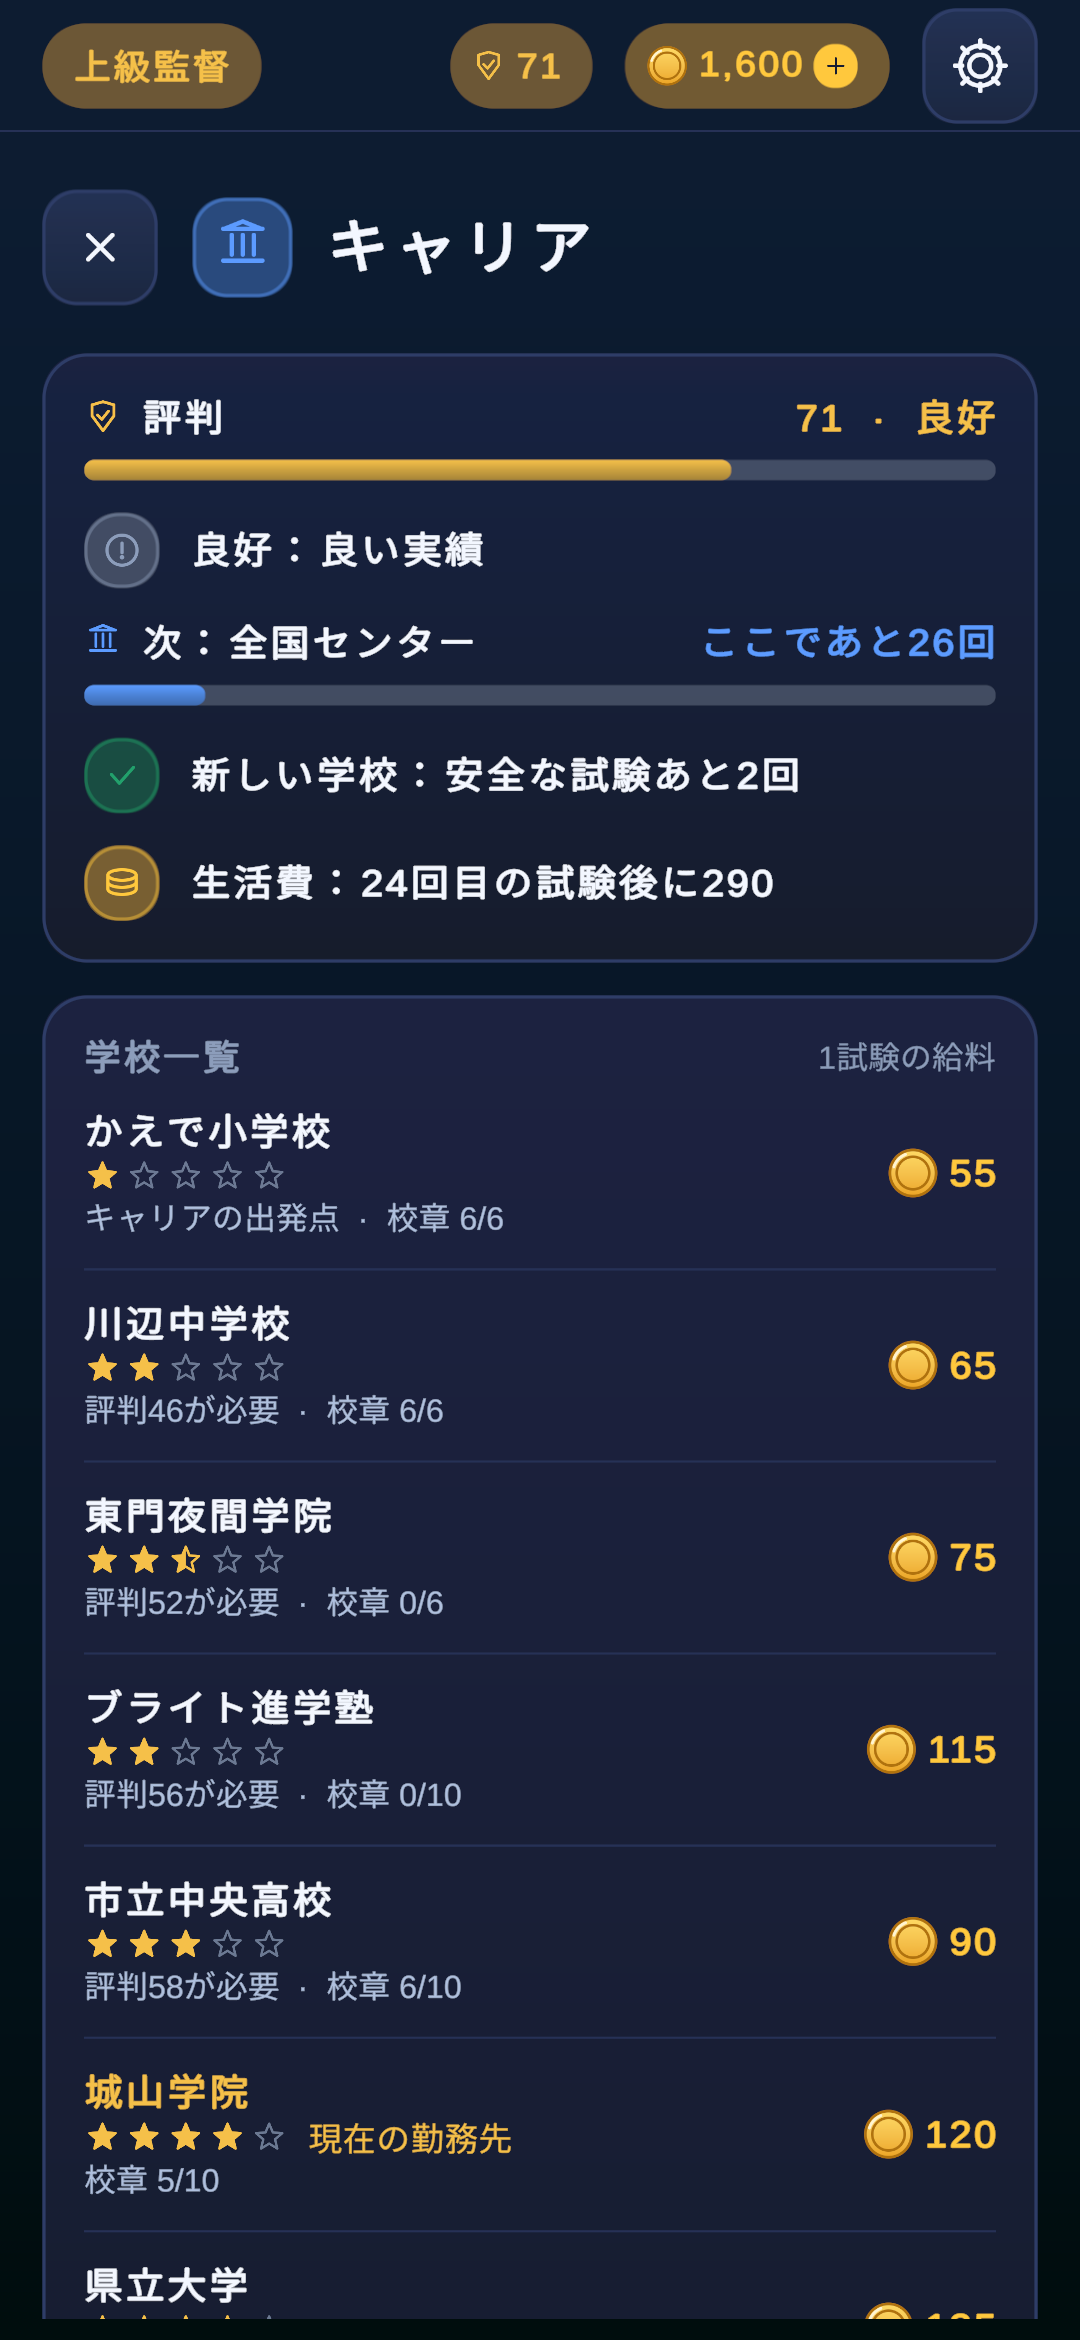 上級監督
71
1,600
キャリア
評判
71 · 良好
良好：良い実績
次：全国センター
ここであと26回
新しい学校：安全な試験あと2回
生活費：24回目の試験後に290
学校一覧
1試験の給料
かえで小学校
55
キャリアの出発点 · 校章 6/6
川辺中学校
65
評判46が必要 · 校章 6/6
東門夜間学院
75
評判52が必要 · 校章 0/6
ブライト進学塾
115
評判56が必要 · 校章 0/10
市立中央高校
90
評判58が必要 · 校章 6/10
城山学院
現在の勤務先
120
校章 5/10
県立大学